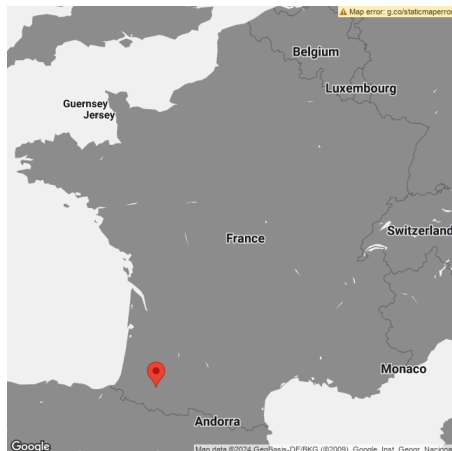 Map error: g.co/staticmaperror
Belgium
Luxembourg
Guernsey
Jersey
Switzerland
France
Monaco
Andorra
Google
Map data ©2024 GeoBasis-DE/BKG (©2009), Google, Inst. Geogr. Naciona